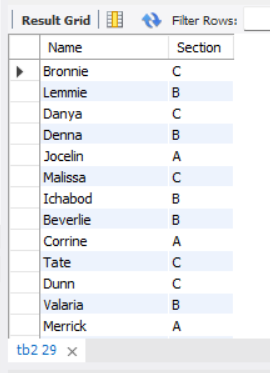 Result Grid Filter Rows:
Name Section
Bronnie C
Lemmie B
Danya C
Denna B
Jocelin A
Malissa C
Ichabod B
Beverlie B
Corrine A
Tate C
Dunn C
Valaria B
Merrick A
tb2 29 ×